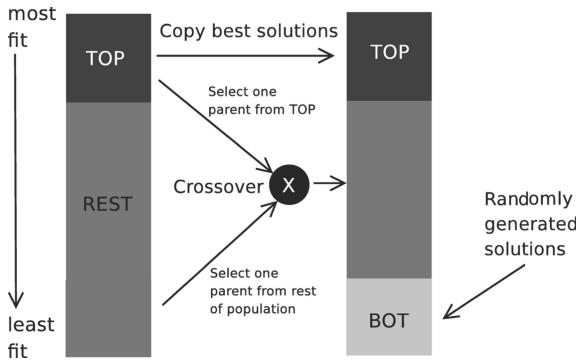 most
fit
TOP
Copy best solutions
TOP
Select one
parent from TOP
REST
Crossover
X
Randomly
generated
solutions
Select one
parent from rest
of population
least
fit
BOT